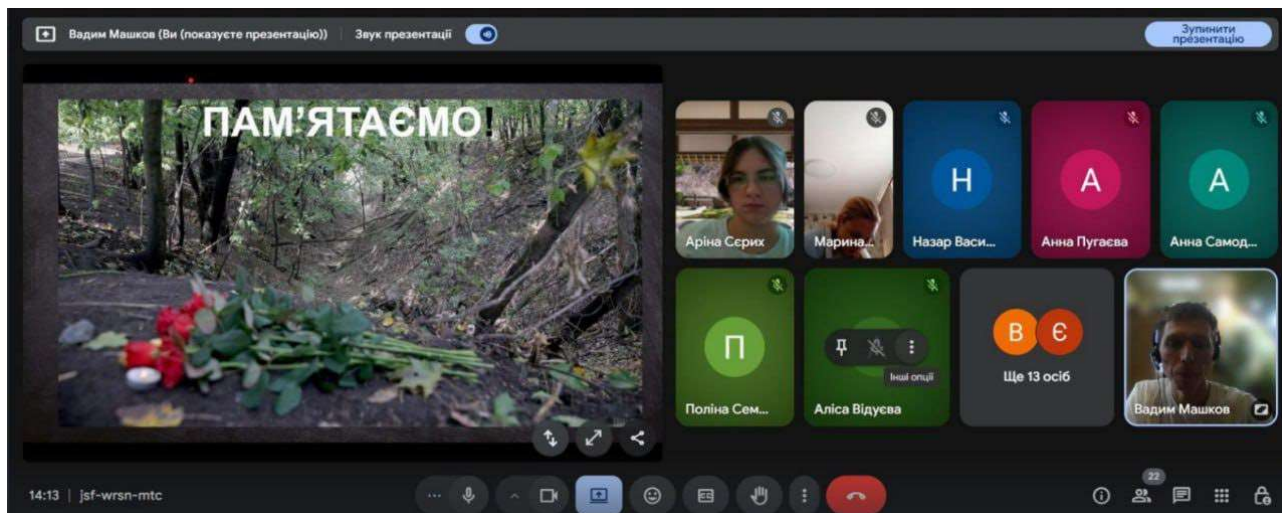 Вадим Машков (Ви (показуєте презентацію))
Звук презентації
Зупинити
презентацію
ПАМ'ЯТАЄМО!
Аріна Сєрих
Марина...
Н
Назар Васи...
А
Анна Пугаєва
А
Анна Самод...
П
Поліна Сем...
Інші опції
Аліса Відуєва
В
Є
Ще 13 осіб
Вадим Машков
14:13 | jsf-wrsn-mtc
22